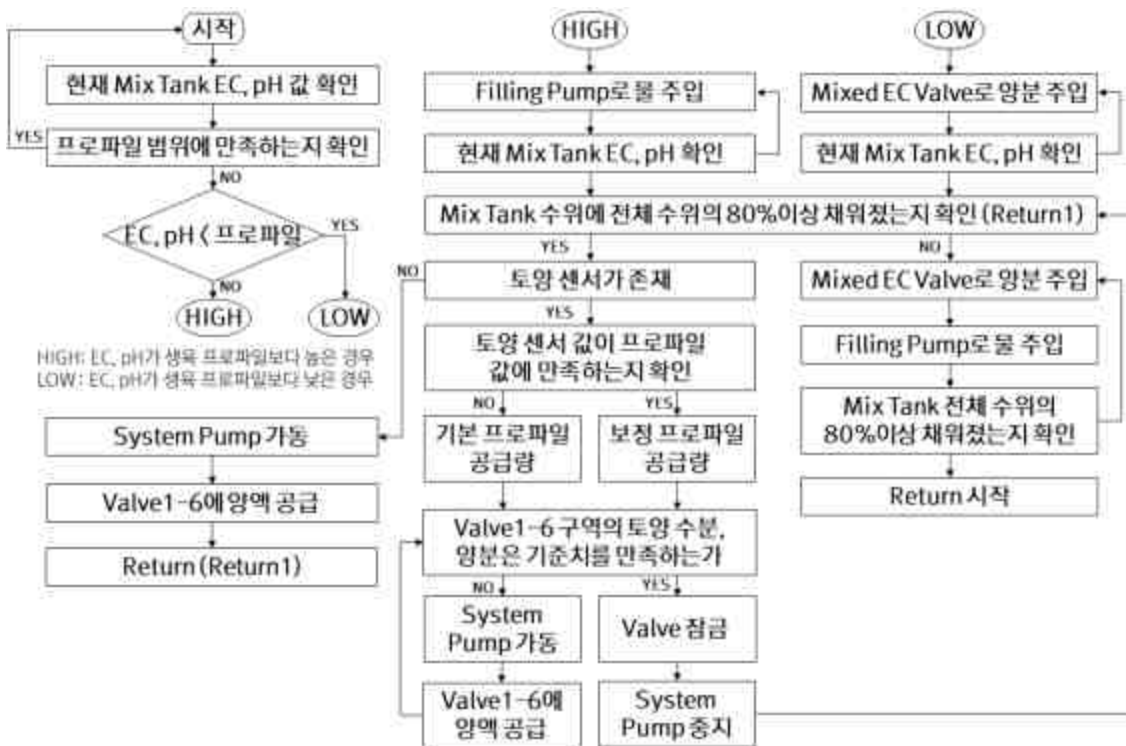 시작
현재 Mix Tank EC, pH 값 확인
YES
프로파일 범위에 만족하는지 확인
NO
EC, pH < 프로파일
YES
NO
HIGH
LOW
HIGH: EC, pH가 생육 프로파일보다 높은 경우
LOW : EC, pH가 생육 프로파일보다 낮은 경우
System Pump 가동
Valve1-6에 양액 공급
Return (Return1)
HIGH
Filling Pump로 물 주입
현재 Mix Tank EC, pH 확인
LOW
Mixed EC Valve로 양분 주입
현재 Mix Tank EC, pH 확인
Mix Tank 수위에 전체 수위의 80%이상 채워졌는지 확인 (Return1)
YES
NO
NO
토양 센서가 존재
YES
토양 센서 값이 프로파일
값에 만족하는지 확인
NO
YES
기본 프로파일
공급량
보정 프로파일
공급량
Valve1-6 구역의 토양 수분,
양분은 기준치를 만족하는가
NO
YES
System
Pump 가동
Valve 잠금
Valve1-6에
양액 공급
System
Pump 중지
Mixed EC Valve로 양분 주입
Filling Pump로 물 주입
Mix Tank 전체 수위의
80%이상 채워졌는지 확인
Return 시작